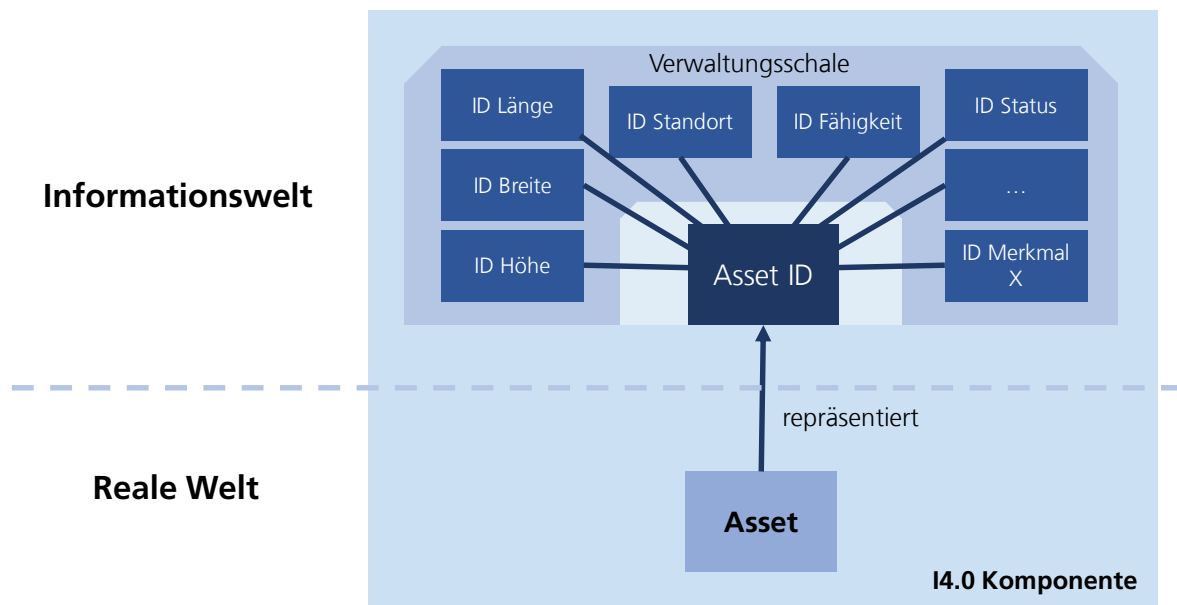 Verwaltungsschale
ID Länge
ID Standort
ID Fähigkeit
ID Status
Informationswelt
ID Breite
…
ID Höhe
Asset ID
ID Merkmal
X
repräsentiert
Reale Welt
Asset
I4.0 Komponente